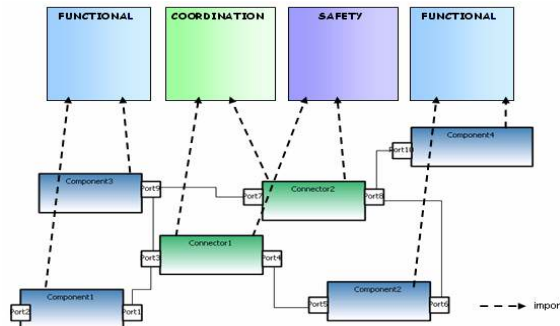 FUNCTIONAL
COORDINATION
SAFETY
FUNCTIONAL
Component4
Port10
Component3
Port9
Connector2
Port7
Port8
Connector1
Port3
Port4
Component1
Port2
Port1
Component2
Port5
Port6
impor